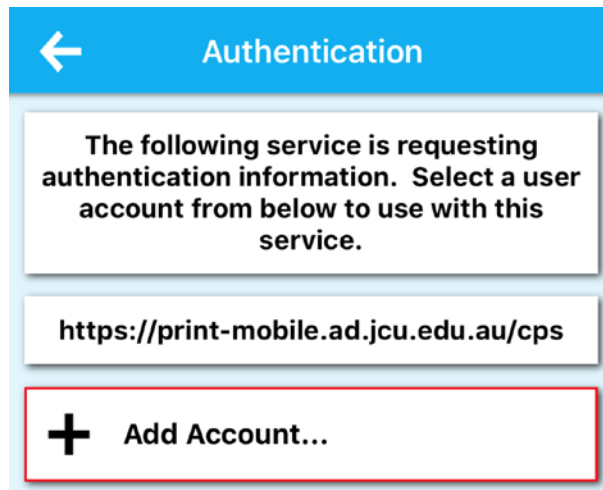 Authentication
The following service is requesting
authentication information.  Select a user
account from below to use with this
service.
https://print-mobile.ad.jcu.edu.au/cps
Add Account...